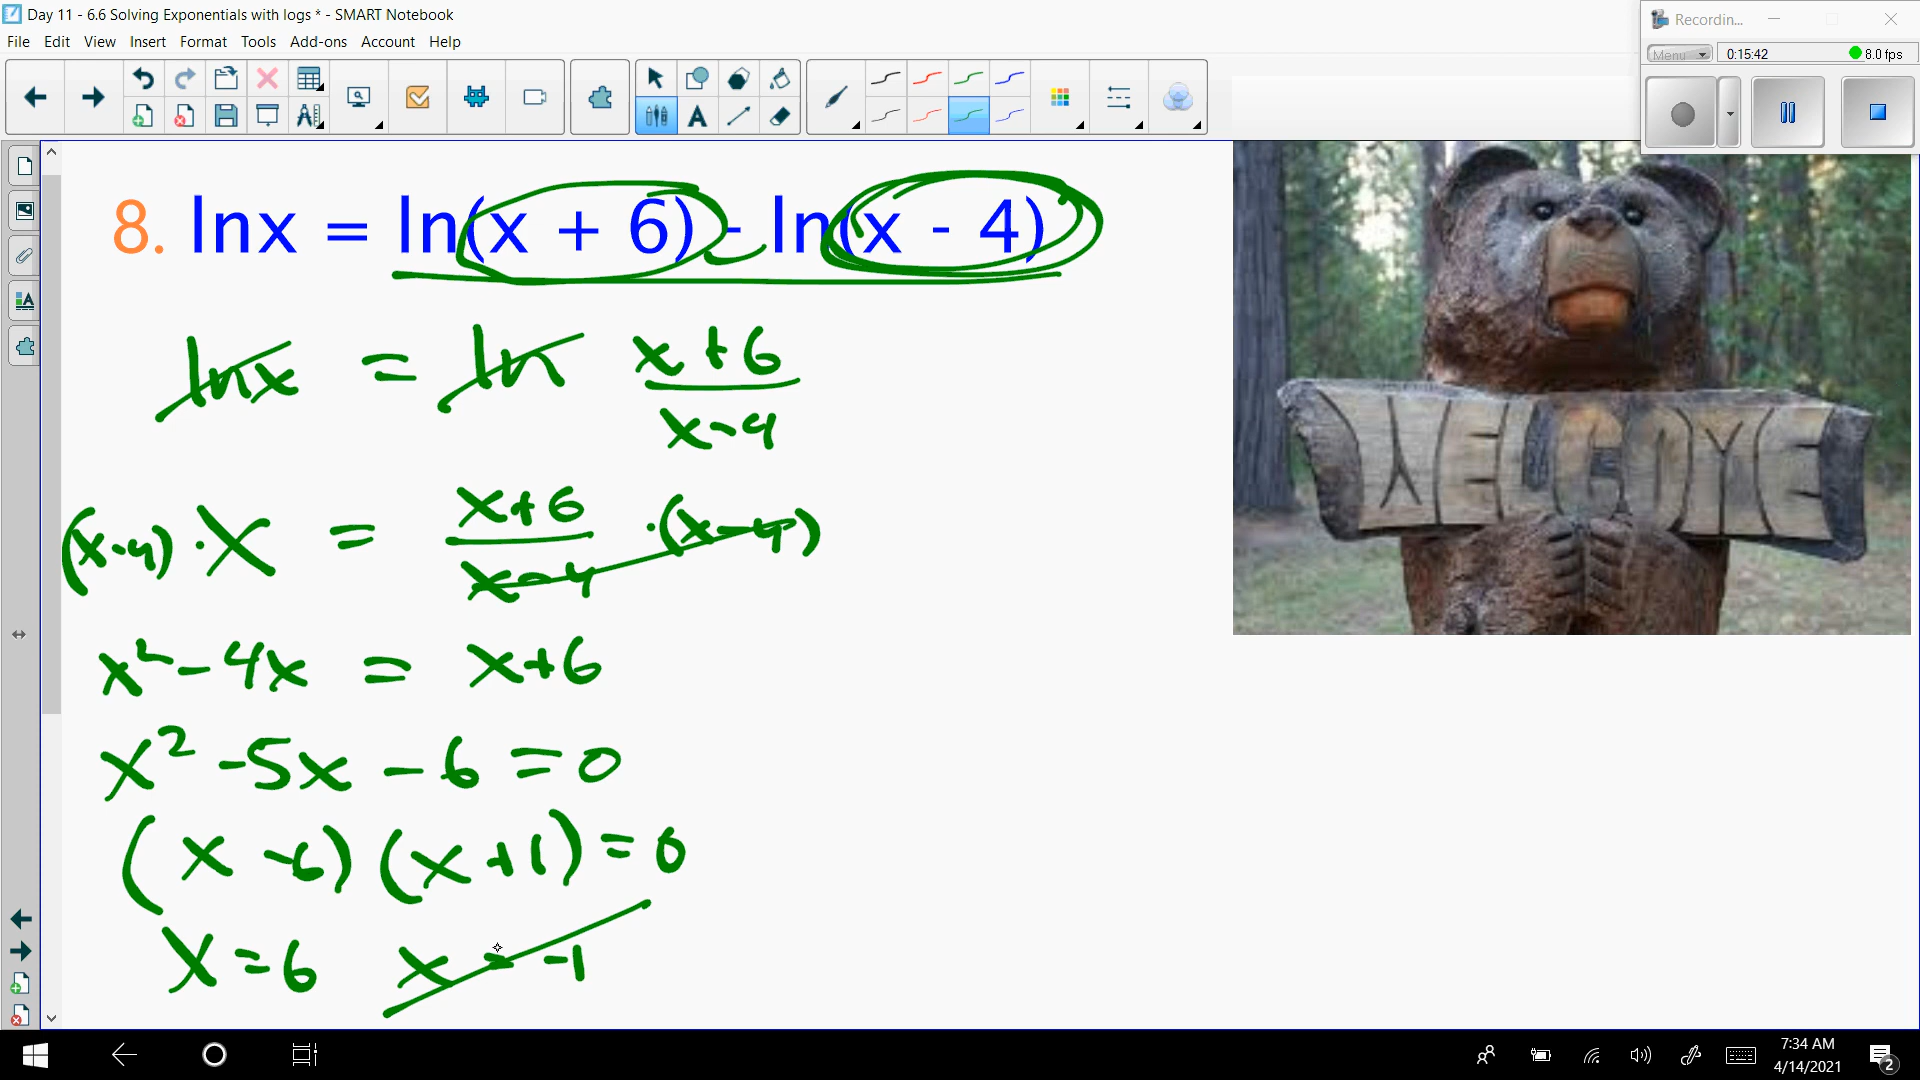 Day 11 - 6.6 Solving Exponentials with logs * - SMART Notebook
File Edit View Insert Format Tools Add-ons Account Help
Recordin...
Menu
0:15:42
8.0 fps
8. lnx = ln(x + 6) - ln(x - 4)
lnx = ln x+6
x-4
(x-4) · x = x+6 · (x-4)
x-4
x² - 4x = x+6
x² - 5x - 6 = 0
(x - 6) (x + 1) = 0
x = 6 x = -1
WELCOME
7:34 AM
4/14/2021
2